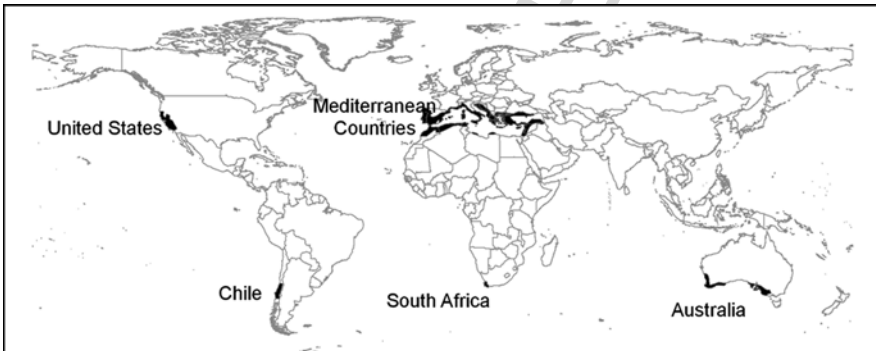 Mediterranean
Countries
United States
Chile
South Africa
Australia